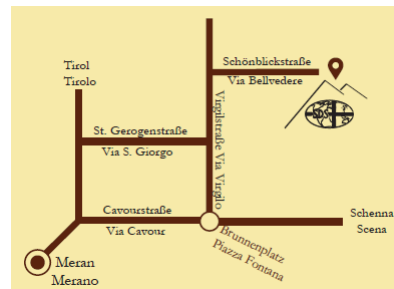 Tirol
Tirolo
Schönblickstraße
Via Bellvedere
St. Gerogenstraße
Via S. Giorgo
Virgilstraße Via Virgilo
Cavourstraße
Via Cavour
Schenna
Scena
Brunnenplatz
Piazza Fontana
Meran
Merano